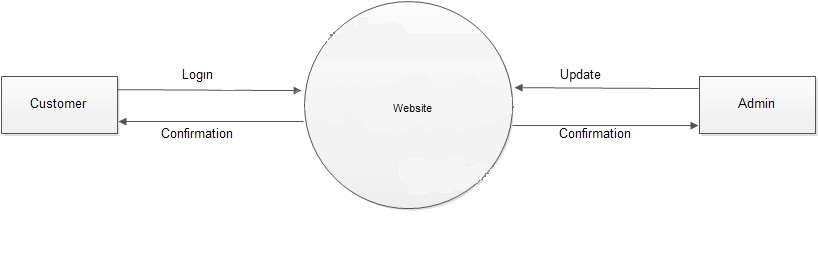 Login
Update
Customer
Website
Admin
Confirmation
Confirmation